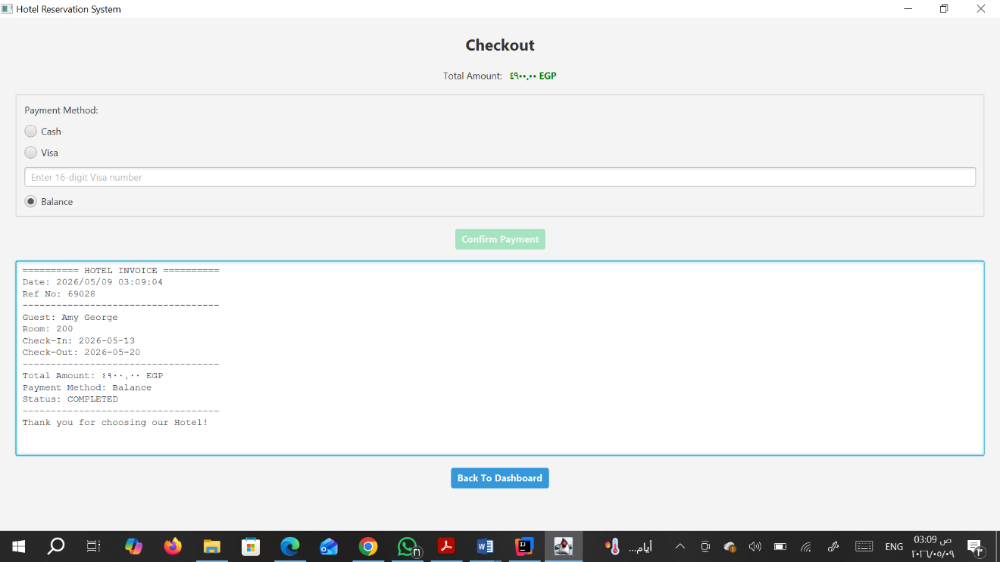 Hotel Reservation System
Checkout
Total Amount: ٤٩٠٠,٠٠ EGP
Payment Method:
Cash
Visa
Enter 16-digit Visa number
Balance
Confirm Payment
========== HOTEL INVOICE ==========
Date: 2026/05/09 03:09:04
Ref No: 69028
-----------------------------------
Guest: Amy George
Room: 200
Check-In: 2026-05-13
Check-Out: 2026-05-20
-----------------------------------
Total Amount: ٤٩٠٠,٠٠ EGP
Payment Method: Balance
Status: COMPLETED
-----------------------------------
Thank you for choosing our Hotel!
Back To Dashboard
أيام...
ENG
03:09 ص
٢٠٢٦/٠٥/٠٩
٢١
٣